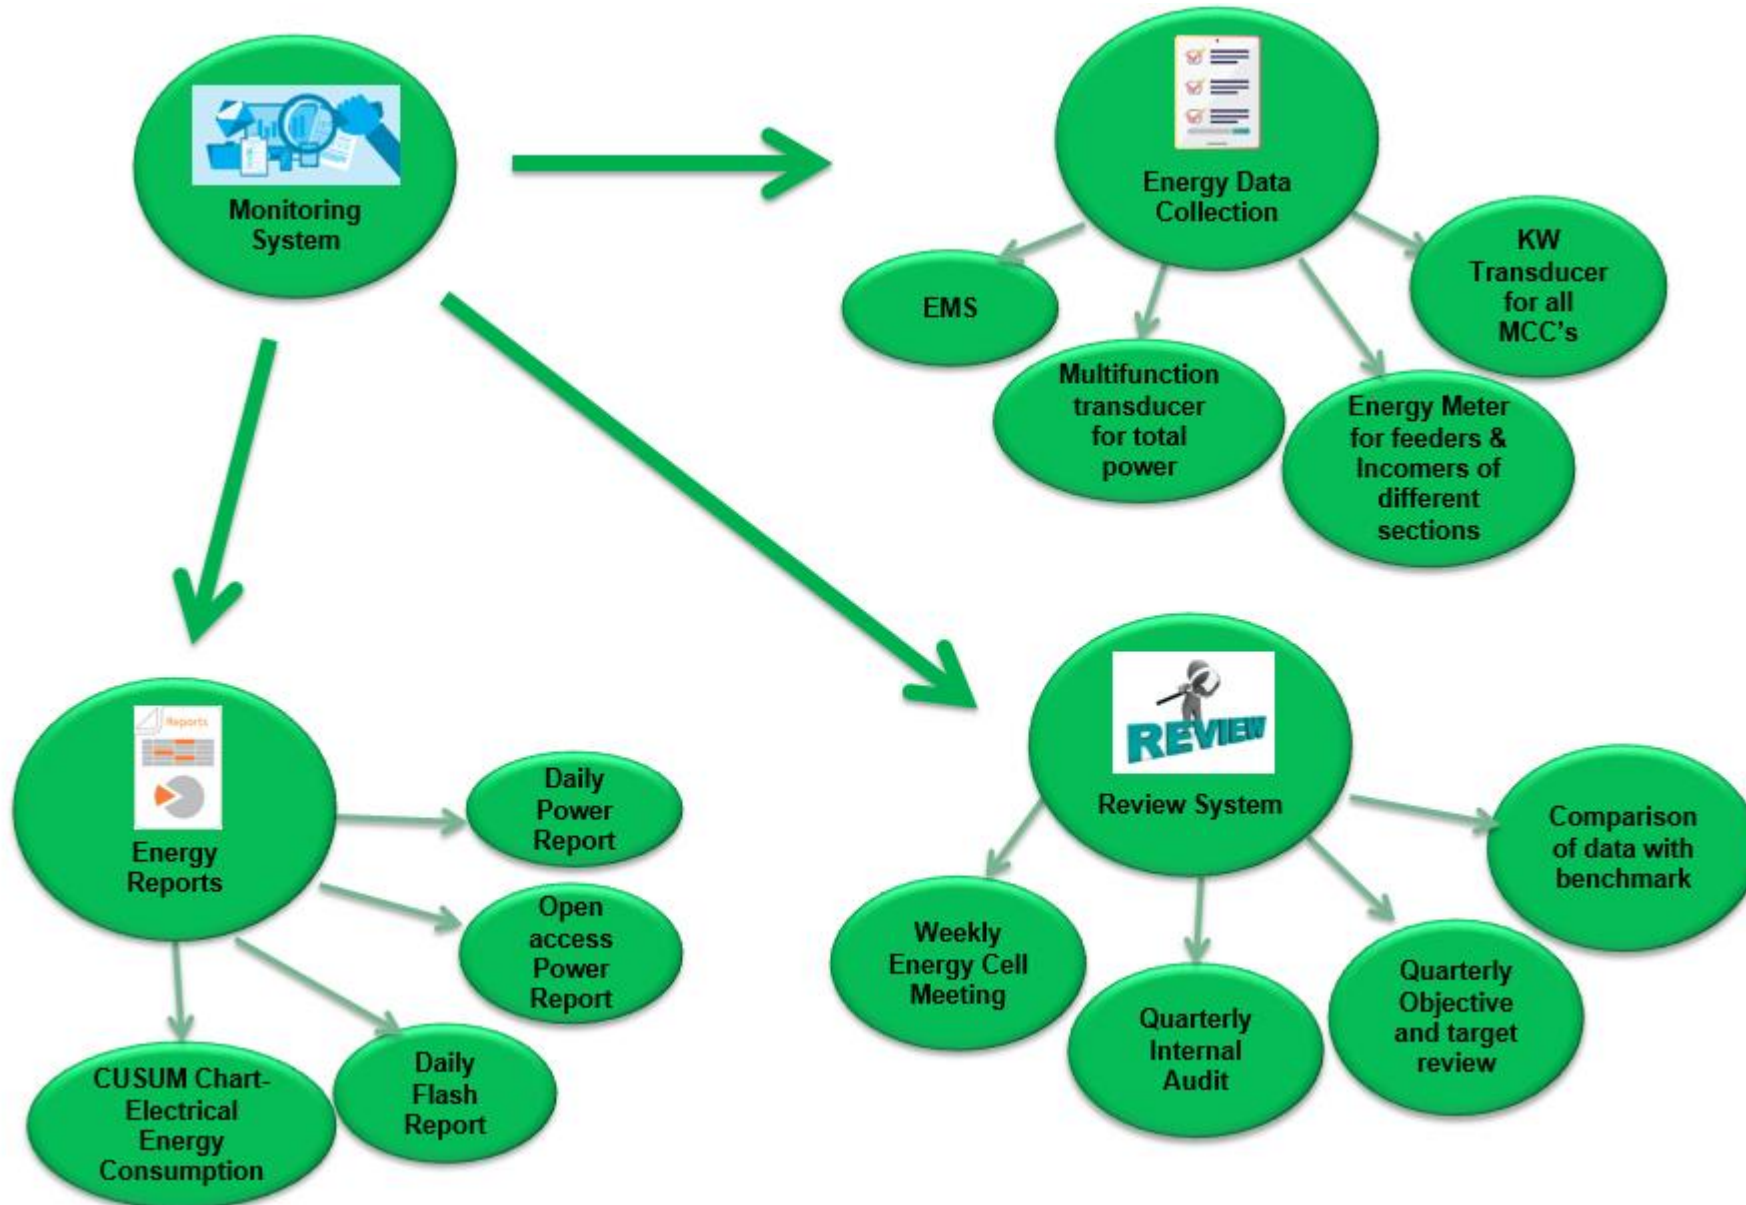 Monitoring
System
Energy Data
Collection
EMS
Multifunction
transducer
for total
power
Energy Meter
for feeders &
Incomers of
different
sections
KW
Transducer
for all
MCC's
Reports
Energy
Reports
Daily
Power
Report
Open
access
Power
Report
Daily
Flash
Report
CUSUM Chart-
Electrical
Energy
Consumption
REVIEW
Review System
Weekly
Energy Cell
Meeting
Quarterly
Internal
Audit
Quarterly
Objective
and target
review
Comparison
of data with
benchmark